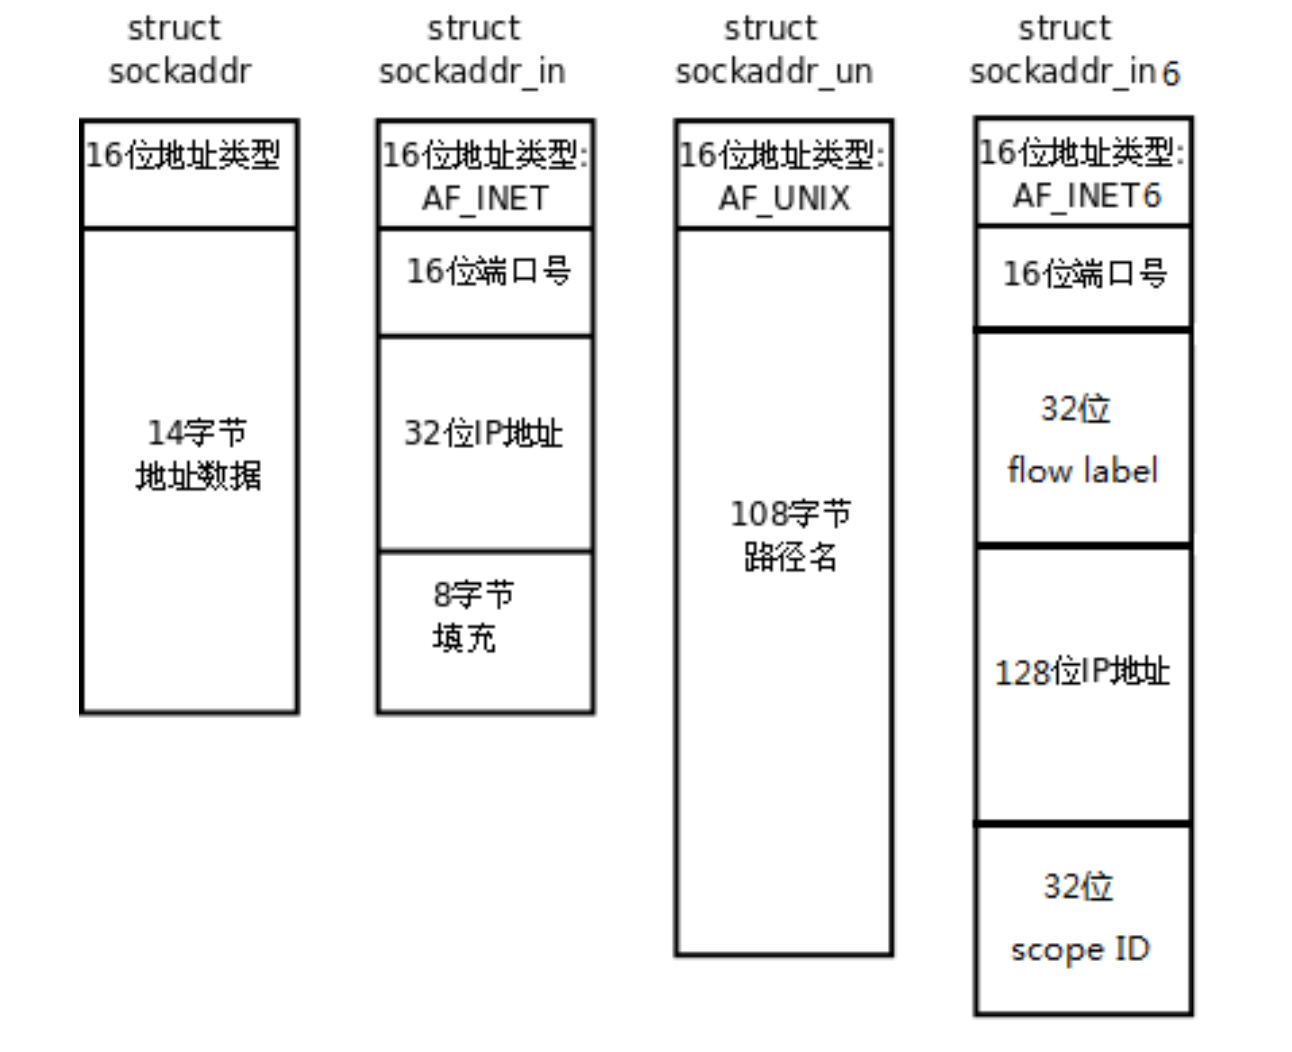 struct
sockaddr
16位地址类型
14字节
地址数据
struct
sockaddr_in
16位地址类型:
AF_INET
16位端口号
32位IP地址
8字节
填充
struct
sockaddr_un
16位地址类型:
AF_UNIX
108字节
路径名
struct
sockaddr_in6
16位地址类型:
AF_INET6
16位端口号
32位
flow label
128位IP地址
32位
scope ID